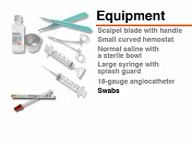 Equipment
Scalpel blade with handle
Small curved hemostat
Normal saline with
a sterile bowl
Large syringe with
splash guard
18-gauge angiocatheter
Swabs